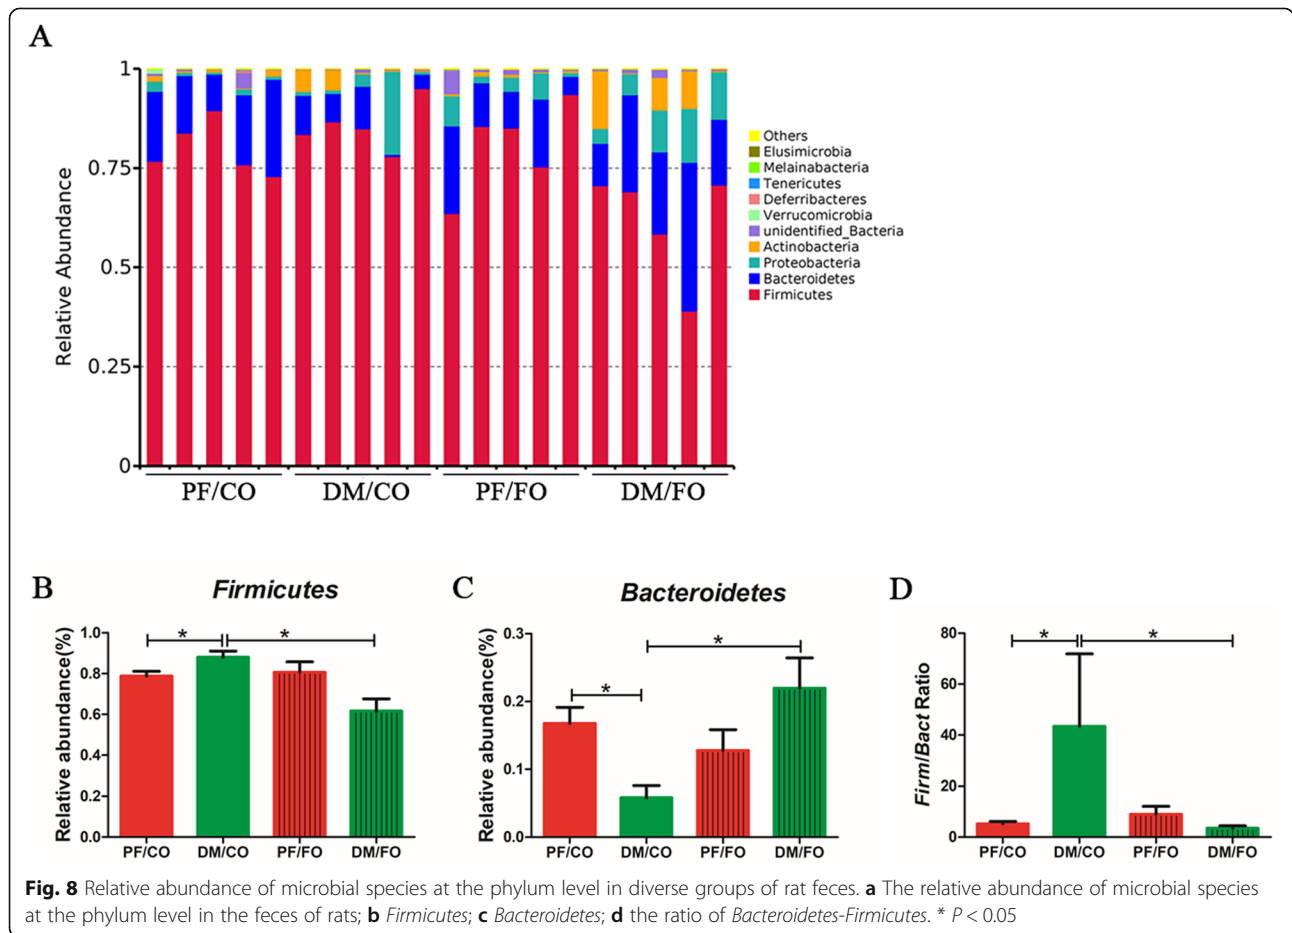 A
Relative Abundance
1
0.75
0.5
0.25
0
PF/CO
DM/CO
PF/FO
DM/FO
Others
Elusimicrobia
Melainabacteria
Tenericutes
Deferribacteres
Verrucomicrobia
unidentified_Bacteria
Actinobacteria
Proteobacteria
Bacteroidetes
Firmicutes
B
Firmicutes
Relative abundance(%)
1.0
0.8
0.6
0.4
0.2
0.0
*
*
PF/CO
DM/CO
PF/FO
DM/FO
C
Bacteroidetes
Relative abundance(%)
0.3
0.2
0.1
0.0
*
*
PF/CO
DM/CO
PF/FO
DM/FO
D
Firm/Bact Ratio
80
60
40
20
0
*
*
PF/CO
DM/CO
PF/FO
DM/FO
Fig. 8 Relative abundance of microbial species at the phylum level in diverse groups of rat feces. a The relative abundance of microbial species
at the phylum level in the feces of rats; b Firmicutes; c Bacteroidetes; d the ratio of Bacteroidetes-Firmicutes. * P < 0.05